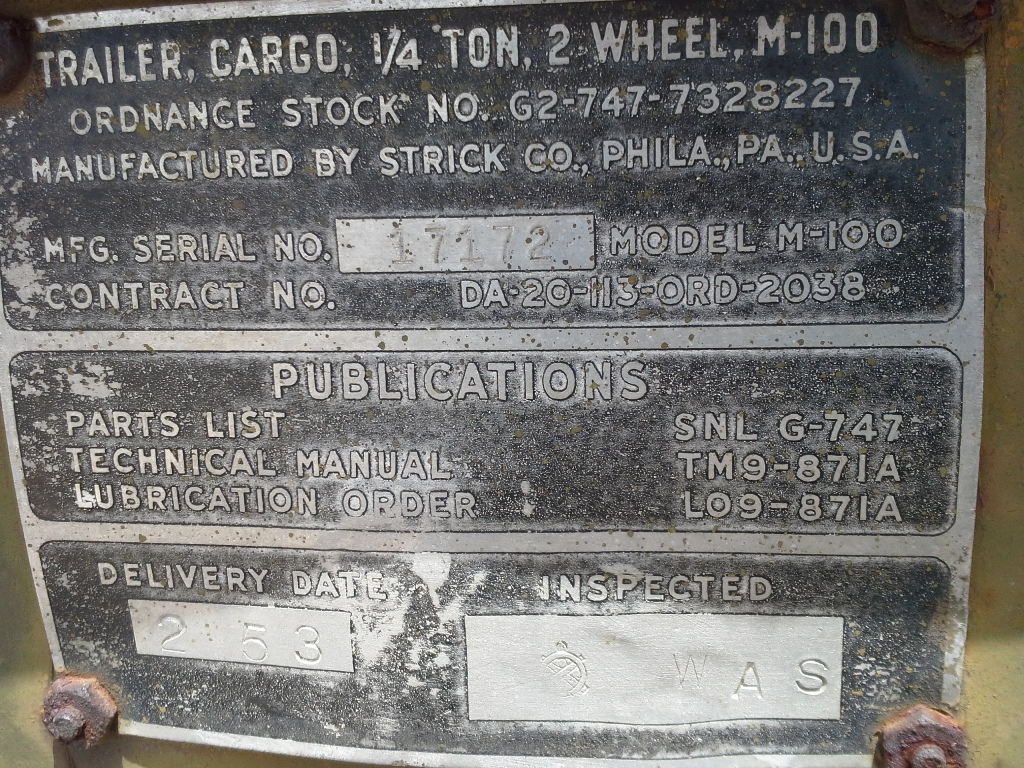 TRAILER, CARGO, 1/4 TON, 2 WHEEL, M-100
ORDNANCE STOCK NO. G2-747-7328227
MANUFACTURED BY STRICK CO., PHILA., PA., U.S.A.
MFG. SERIAL NO. 17172 MODEL M-100
CONTRACT NO. DA-20-113-ORD-2038
PUBLICATIONS
PARTS LIST SNL G-747
TECHNICAL MANUAL TM9-871A
LUBRICATION ORDER LO9-871A
DELIVERY DATE INSPECTED
2 53 WAS